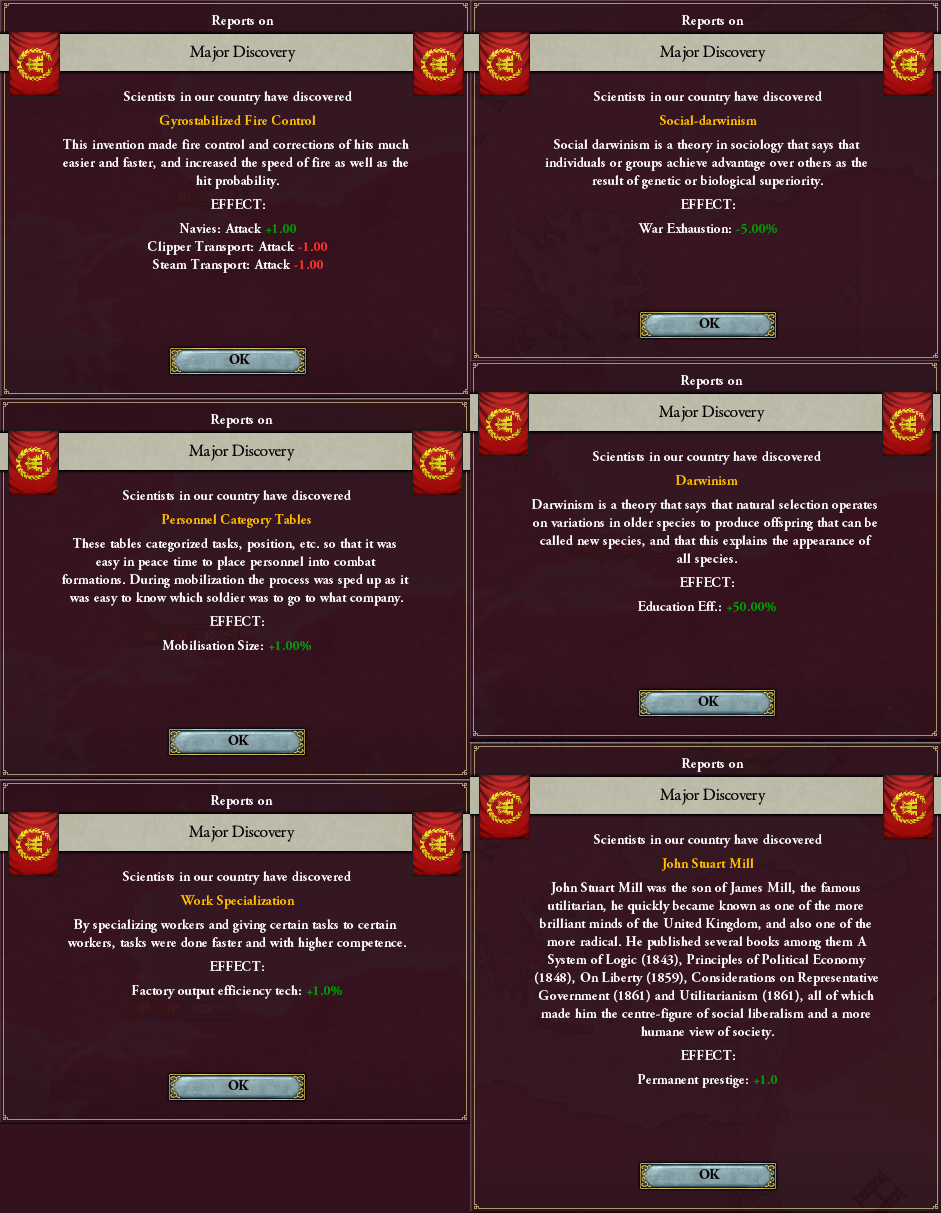 Reports on
Major Discovery
Scientists in our country have discovered
Gyrostabilized Fire Control
This invention made fire control and corrections of hits much
easier and faster, and increased the speed of fire as well as the
hit probability.
EFFECT:
Navies: Attack +1.00
Clipper Transport: Attack -1.00
Steam Transport: Attack -1.00
OK
Reports on
Major Discovery
Scientists in our country have discovered
Personnel Category Tables
These tables categorized tasks, position, etc. so that it was
easy in peace time to place personnel into combat
formations. During mobilization the process was sped up as it
was easy to know which soldier was to go to what company.
EFFECT:
Mobilisation Size: +1.00%
OK
Reports on
Major Discovery
Scientists in our country have discovered
Work Specialization
By specializing workers and giving certain tasks to certain
workers, tasks were done faster and with higher competence.
EFFECT:
Factory output efficiency tech: +1.0%
OK
Reports on
Major Discovery
Scientists in our country have discovered
Social-darwinism
Social darwinism is a theory in sociology that says that
individuals or groups achieve advantage over others as the
result of genetic or biological superiority.
EFFECT:
War Exhaustion: -5.00%
OK
Reports on
Major Discovery
Scientists in our country have discovered
Darwinism
Darwinism is a theory that says that natural selection operates
on variations in older species to produce offspring that can be
called new species, and that this explains the appearance of
all species.
EFFECT:
Education Eff.: +50.00%
OK
Reports on
Major Discovery
Scientists in our country have discovered
John Stuart Mill
John Stuart Mill was the son of James Mill, the famous
utilitarian, he quickly became known as one of the more
brilliant minds of the United Kingdom, and also one of the
more radical. He published several books among them A
System of Logic (1843), Principles of Political Economy
(1848), On Liberty (1859), Considerations on Representative
Government (1861) and Utilitarianism (1861), all of which
made him the centre-figure of social liberalism and a more
humane view of society.
EFFECT:
Permanent prestige: +1.0
OK